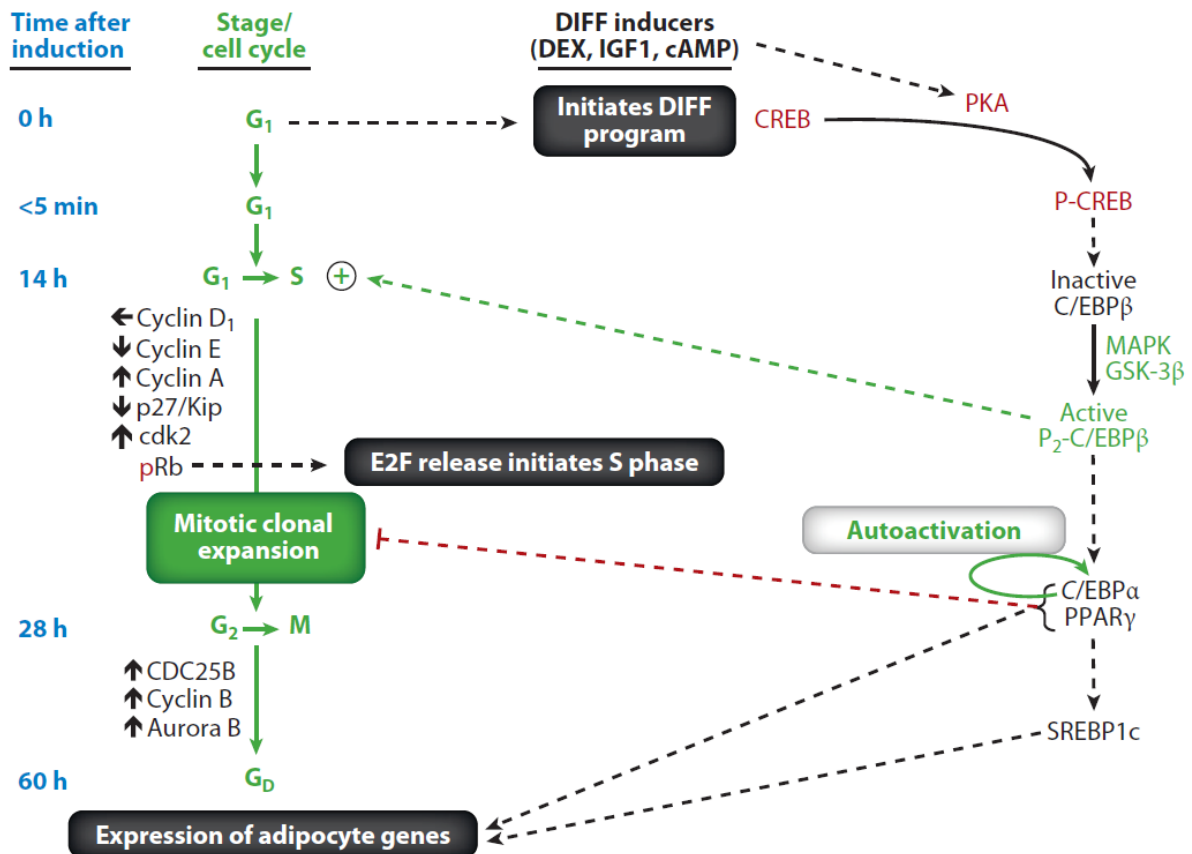 Time after
induction
Stage/
cell cycle
DIFF inducers
(DEX, IGF1, cAMP)
0 h
G₁
Initiates DIFF
program
CREB
PKA
<5 min
G₁
P-CREB
14 h
G₁ → S
+
Inactive
C/EBPβ
← Cyclin D₁
↓ Cyclin E
↑ Cyclin A
↓ p27/Kip
↑ cdk2
pRb
MAPK
GSK-3β
Active
P₂-C/EBPβ
E2F release initiates S phase
Mitotic clonal
expansion
Autoactivation
C/EBPα
PPARγ
28 h
G₂ → M
↑ CDC25B
↑ Cyclin B
↑ Aurora B
SREBP1c
60 h
G_D
Expression of adipocyte genes